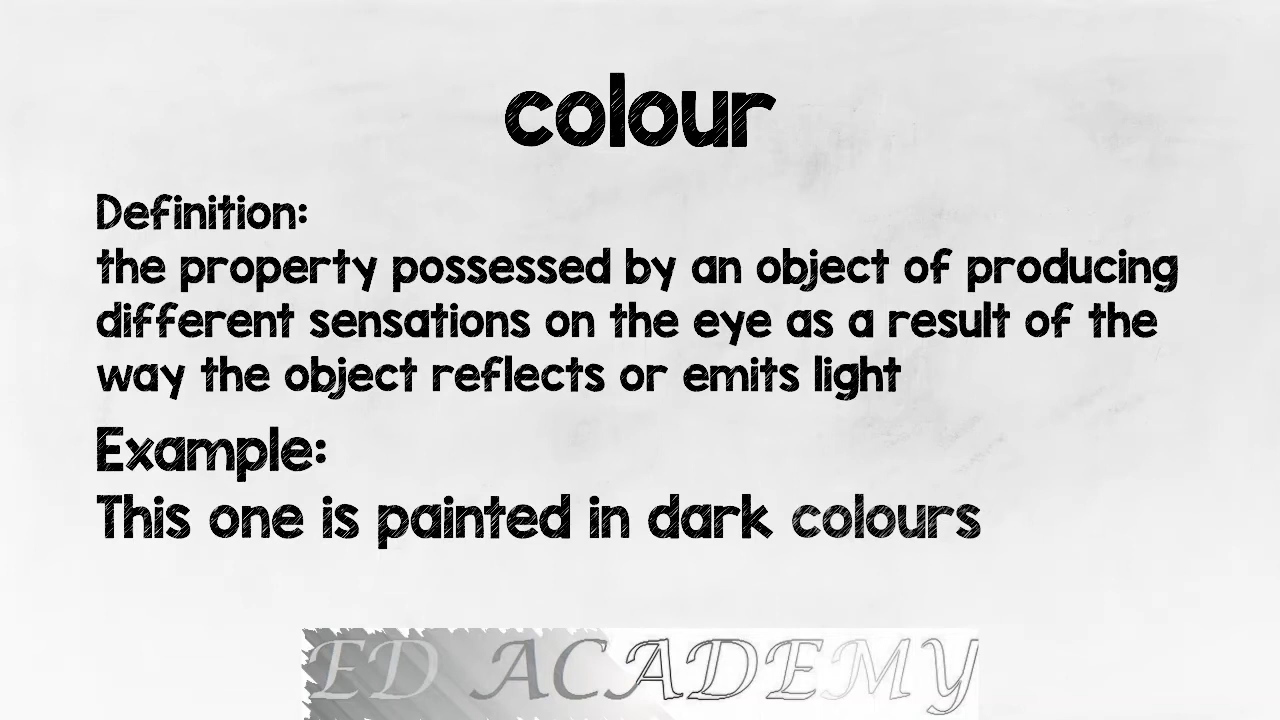 colour
Definition:
the property possessed by an object of producing
different sensations on the eye as a result of the
way the object reflects or emits light
Example:
This one is painted in dark colours
ED ACADEMY